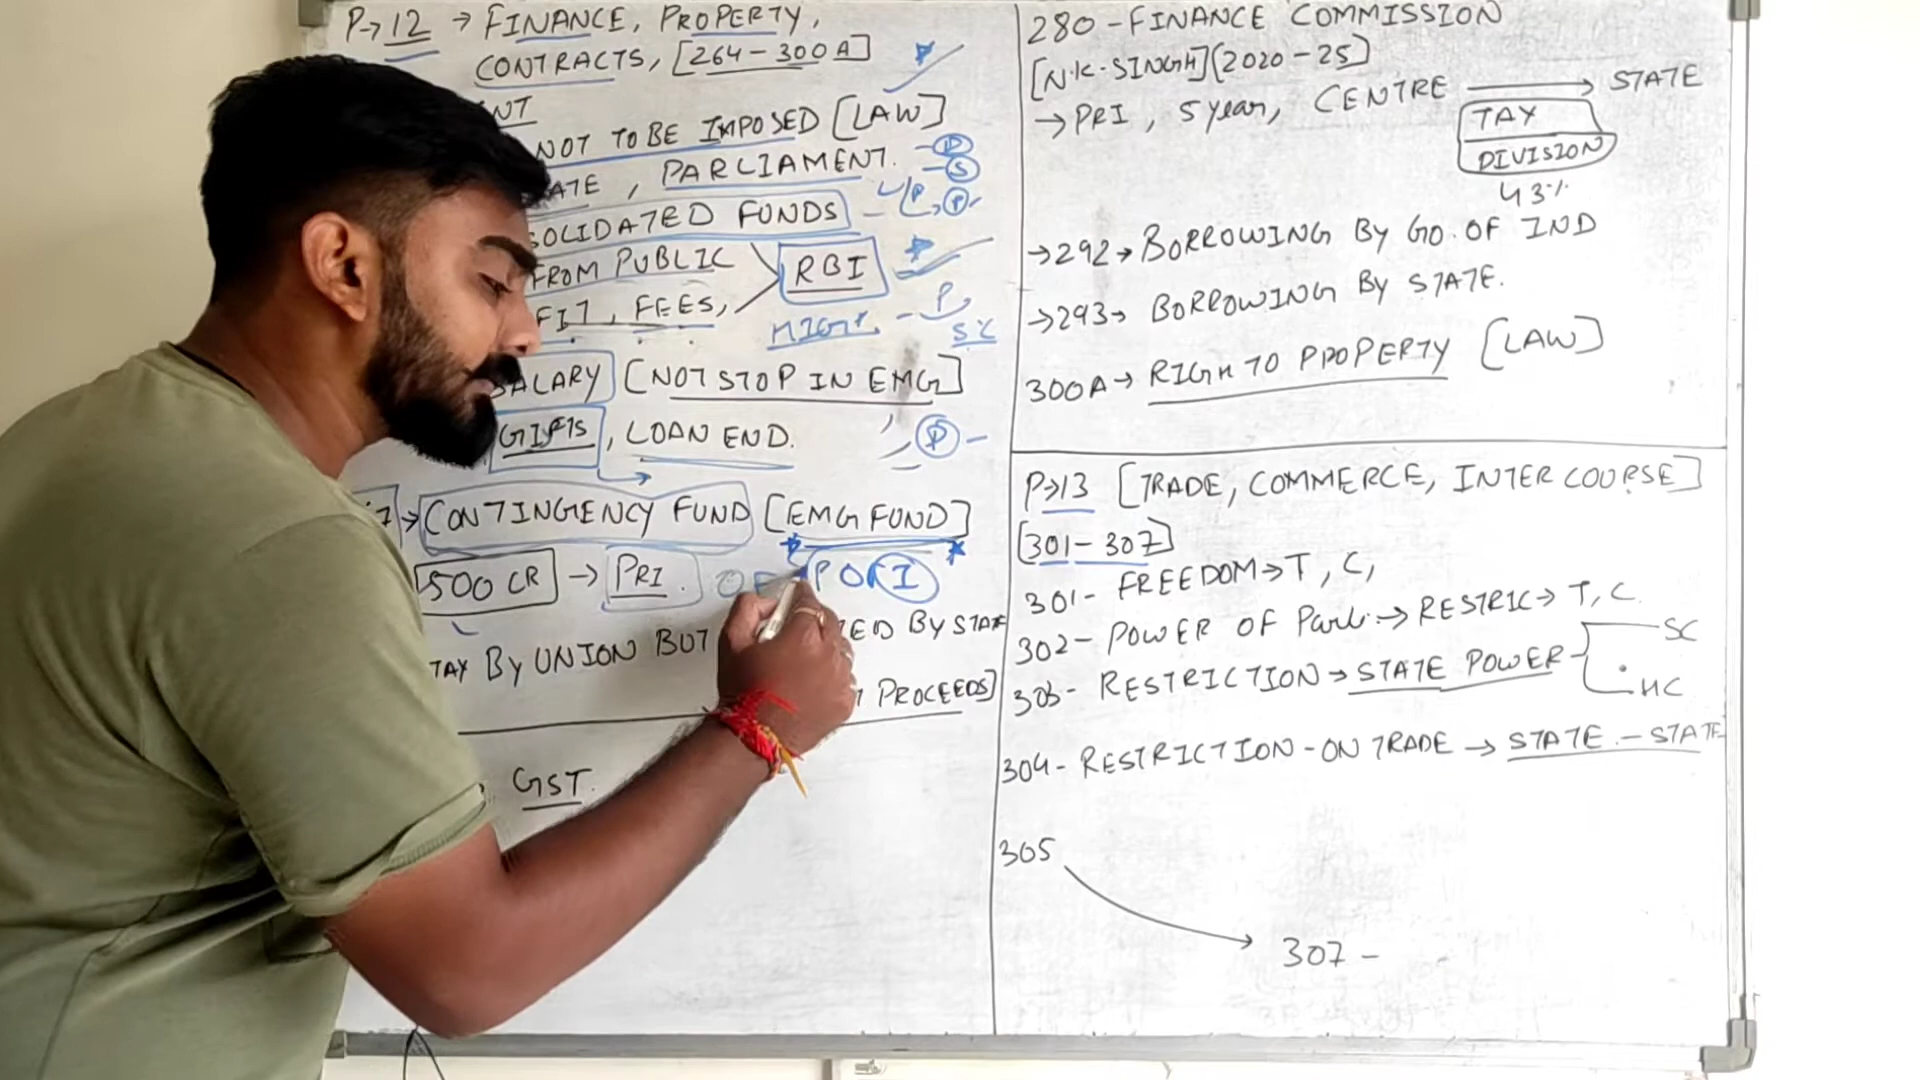 P→12 → FINANCE, PROPERTY,
CONTRACTS, [264-300A]
NT
NOT TO BE IMPOSED [LAW]
ATE, PARLIAMENT. -P
-S
SOLIDATED FUNDS - P P
FROM PUBLIC
RBI
FIT, FEES,
P
SC
SALARY [NOT STOP IN EMG]
GIFTS, LOAN END. P -
7 → CONTINGENCY FUND [EMG FUND]
500 CR → PRI. OF I
TAX BY UNION BUT ED BY STATE
PROCEEDS]
GST.
280-FINANCE COMMISSION
[N.K.SINGH][2020-25]
→PRI, 5 year, CENTRE → STATE
TAX
DIVISION
43%
→292→BORROWING BY GO. OF IND
→293→ BORROWING BY STATE.
300A→ RIGH TO PROPERTY [LAW]
P→13 [TRADE, COMMERCE, INTER COURSE]
[301-307]
301- FREEDOM→T, C,
302- POWER OF Parli.→RESTRIC→T, C.
303- RESTRICTION→STATE POWER SC
HC
304-RESTRICTION-ON TRADE → STATE.-STATE
305
307 -